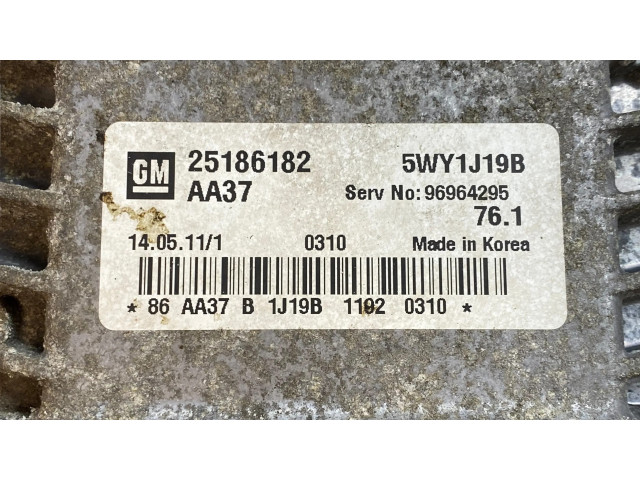 GM 25186182 5WY1J19B
AA37 Serv No: 96964295
76.1
14.05.11/1 0310 Made in Korea
* 86 AA37 B 1J19B 1192 0310 *